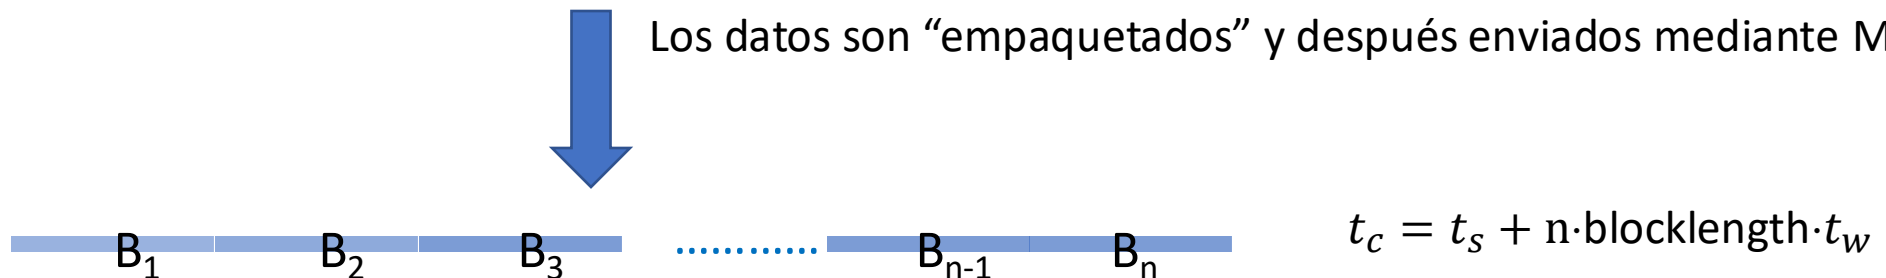 Los datos son “empaquetados” y después enviados mediante M
B₁ B₂ B₃ ............ Bₙ₋₁ Bₙ
𝑡𝑐 = 𝑡𝑠 + n·blocklength·𝑡𝑤